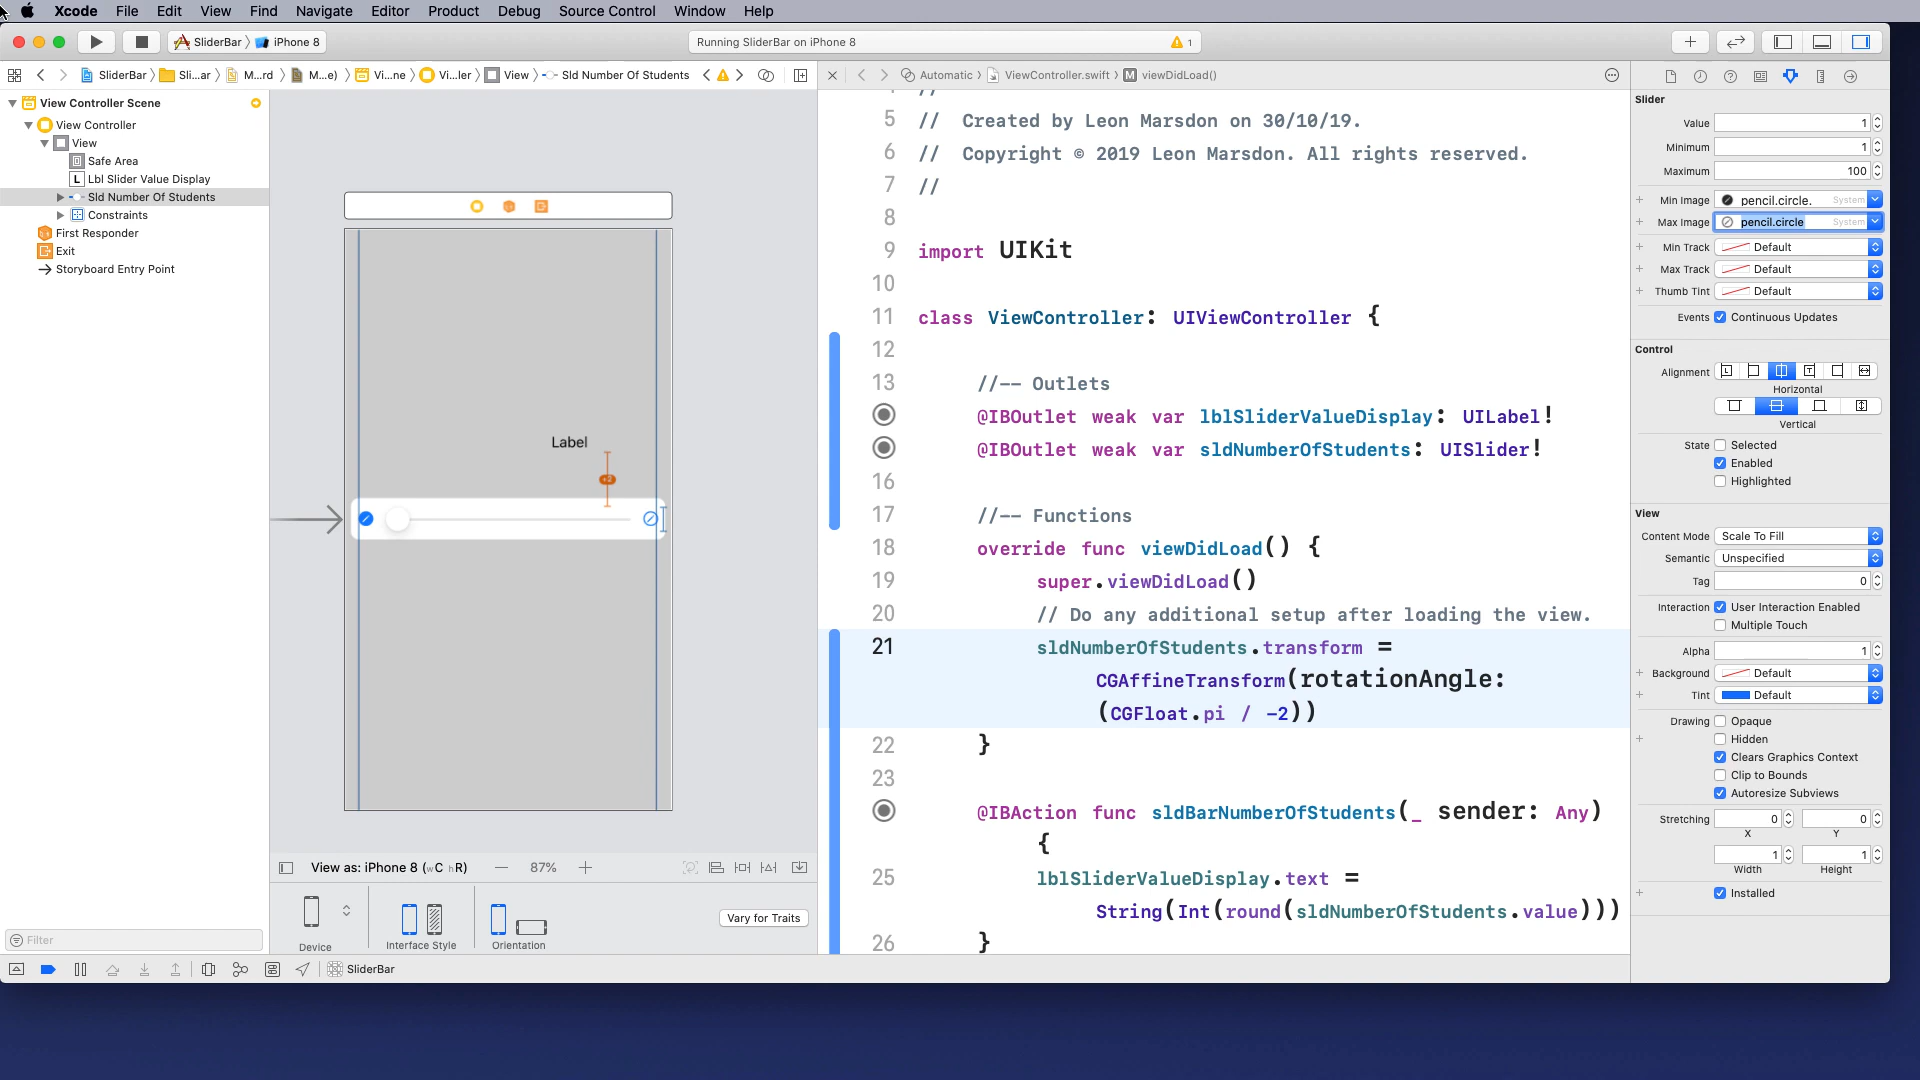 Xcode File Edit View Find Navigate Editor Product Debug Source Control Window Help
SliderBar iPhone 8
Running SliderBar on iPhone 8
1
SliderBar Sli...ar M...rd M...e) Vi...ne Vi...ler View Sld Number Of Students
Automatic ViewController.swift M viewDidLoad()
View Controller Scene
View Controller
View
Safe Area
L Lbl Slider Value Display
Sld Number Of Students
Constraints
First Responder
Exit
Storyboard Entry Point
Filter
Label
View as: iPhone 8 (wC hR) 87%
Device
Interface Style
Orientation
Vary for Traits
SliderBar
5 // Created by Leon Marsdon on 30/10/19.
6 // Copyright © 2019 Leon Marsdon. All rights reserved.
7 //
8
9 import UIKit
10
11 class ViewController: UIViewController {
12
13 //-- Outlets
@IBOutlet weak var lblSliderValueDisplay: UILabel!
@IBOutlet weak var sldNumberOfStudents: UISlider!
16
17 //-- Functions
18 override func viewDidLoad() {
19 super.viewDidLoad()
20 // Do any additional setup after loading the view.
21 sldNumberOfStudents.transform =
CGAffineTransform(rotationAngle:
(CGFloat.pi / -2))
22 }
23
@IBAction func sldBarNumberOfStudents(_ sender: Any)
{
25 lblSliderValueDisplay.text =
String(Int(round(sldNumberOfStudents.value)))
26 }
Slider
Value 1
Minimum 1
Maximum 100
Min Image pencil.circle. System
Max Image pencil.circle System
Min Track Default
Max Track Default
Thumb Tint Default
Events Continuous Updates
Control
Alignment
Horizontal
Vertical
State Selected
Enabled
Highlighted
View
Content Mode Scale To Fill
Semantic Unspecified
Tag 0
Interaction User Interaction Enabled
Multiple Touch
Alpha 1
Background Default
Tint Default
Drawing Opaque
Hidden
Clears Graphics Context
Clip to Bounds
Autoresize Subviews
Stretching 0 0
X Y
1 1
Width Height
Installed